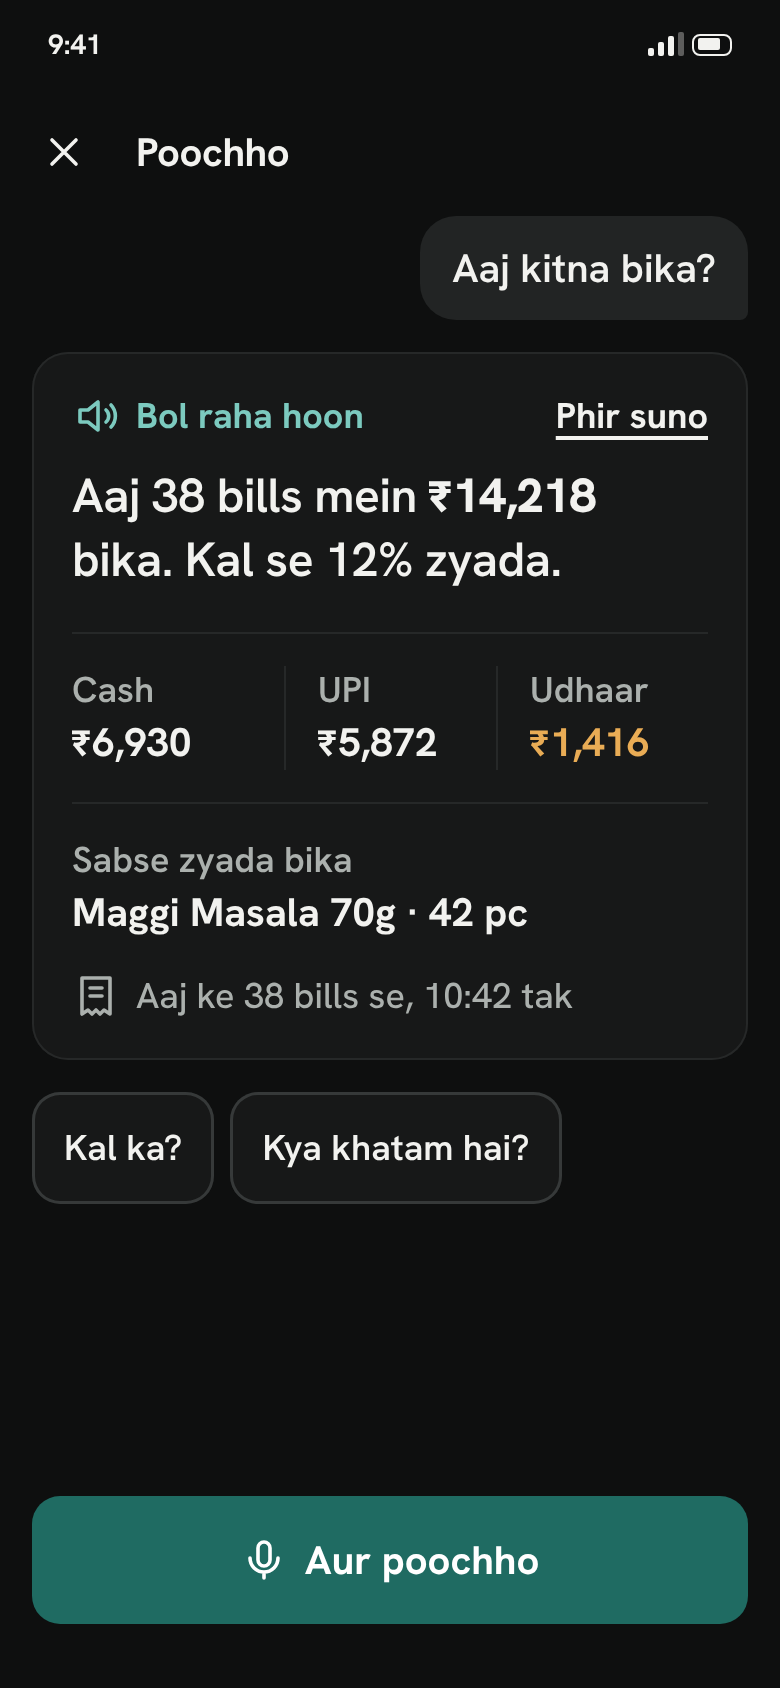 9:41
Poochho
Aaj kitna bika?
Bol raha hoon
Phir suno
Aaj 38 bills mein ₹14,218
bika. Kal se 12% zyada.
Cash
UPI
Udhaar
₹6,930
₹5,872
₹1,416
Sabse zyada bika
Maggi Masala 70g · 42 pc
Aaj ke 38 bills se, 10:42 tak
Kal ka?
Kya khatam hai?
Aur poochho